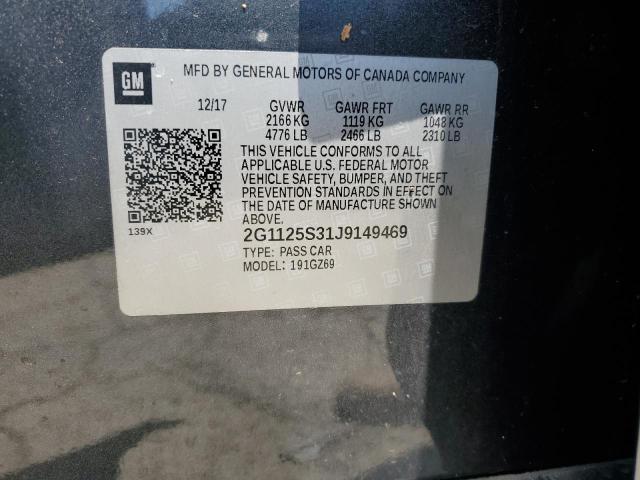 GM
MFD BY GENERAL MOTORS OF CANADA COMPANY
12/17 GVWR GAWR FRT GAWR RR
2166 KG 1119 KG 1048 KG
4776 LB 2466 LB 2310 LB
THIS VEHICLE CONFORMS TO ALL
APPLICABLE U.S. FEDERAL MOTOR
VEHICLE SAFETY, BUMPER, AND THEFT
PREVENTION STANDARDS IN EFFECT ON
THE DATE OF MANUFACTURE SHOWN
ABOVE.
139X
2G1125S31J9149469
TYPE: PASS CAR
MODEL: 191GZ69